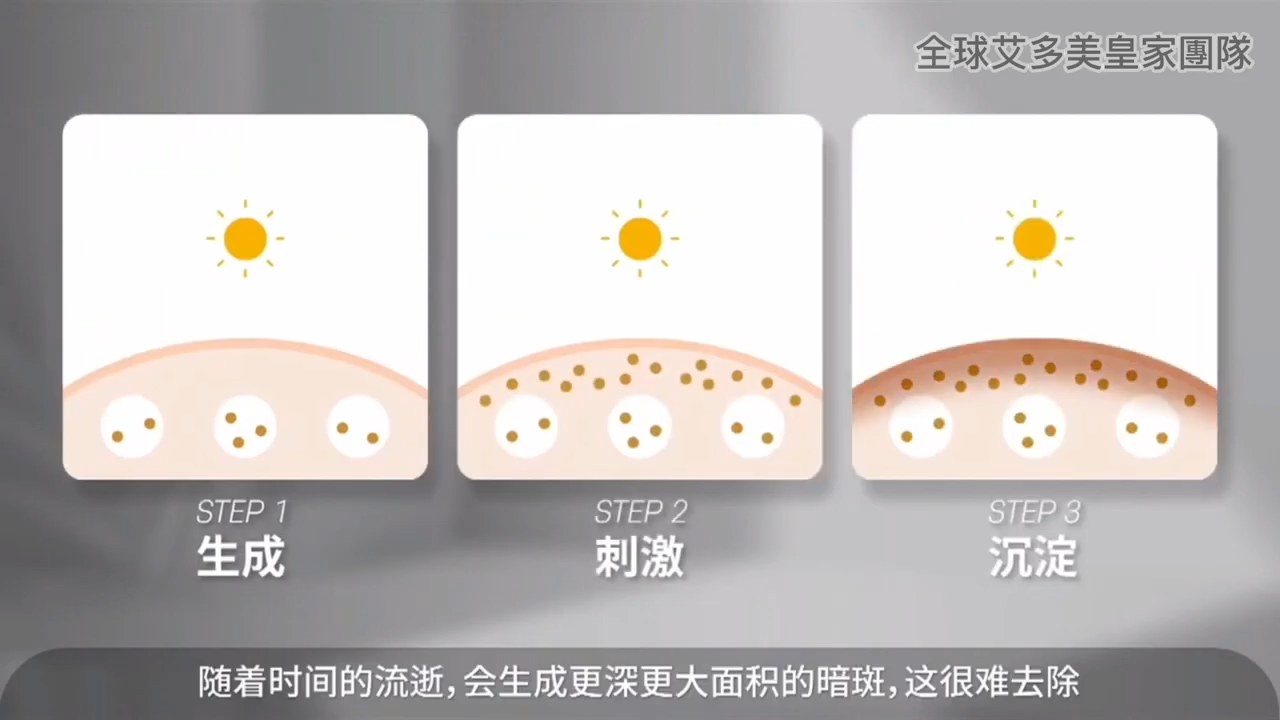 全球艾多美皇家團隊
STEP 1
生成
STEP 2
刺激
STEP 3
沉淀
随着时间的流逝,会生成更深更大面积的暗斑,这很难去除